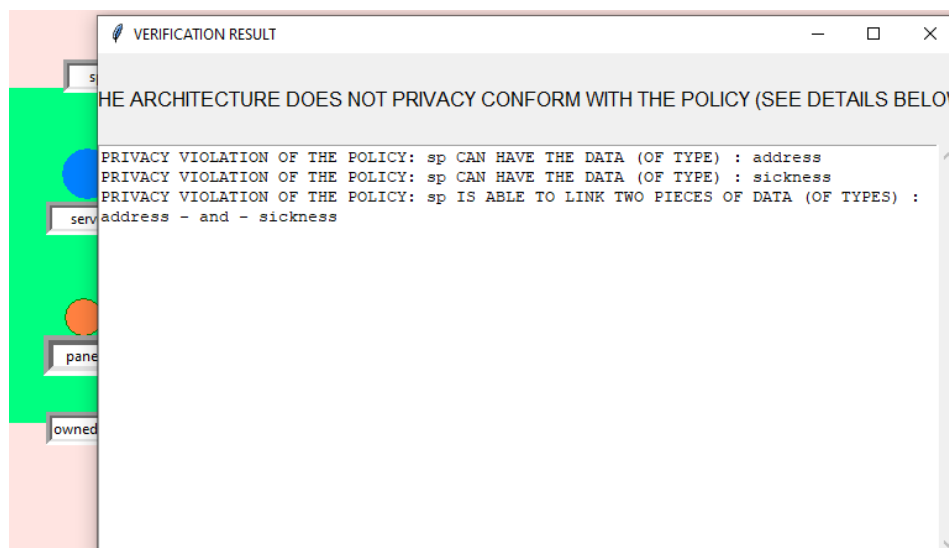 VERIFICATION RESULT
HE ARCHITECTURE DOES NOT PRIVACY CONFORM WITH THE POLICY (SEE DETAILS BELO
PRIVACY VIOLATION OF THE POLICY: sp CAN HAVE THE DATA (OF TYPE) : address
PRIVACY VIOLATION OF THE POLICY: sp CAN HAVE THE DATA (OF TYPE) : sickness
PRIVACY VIOLATION OF THE POLICY: sp IS ABLE TO LINK TWO PIECES OF DATA (OF TYPES) :
address - and - sickness
serv
pane
owned